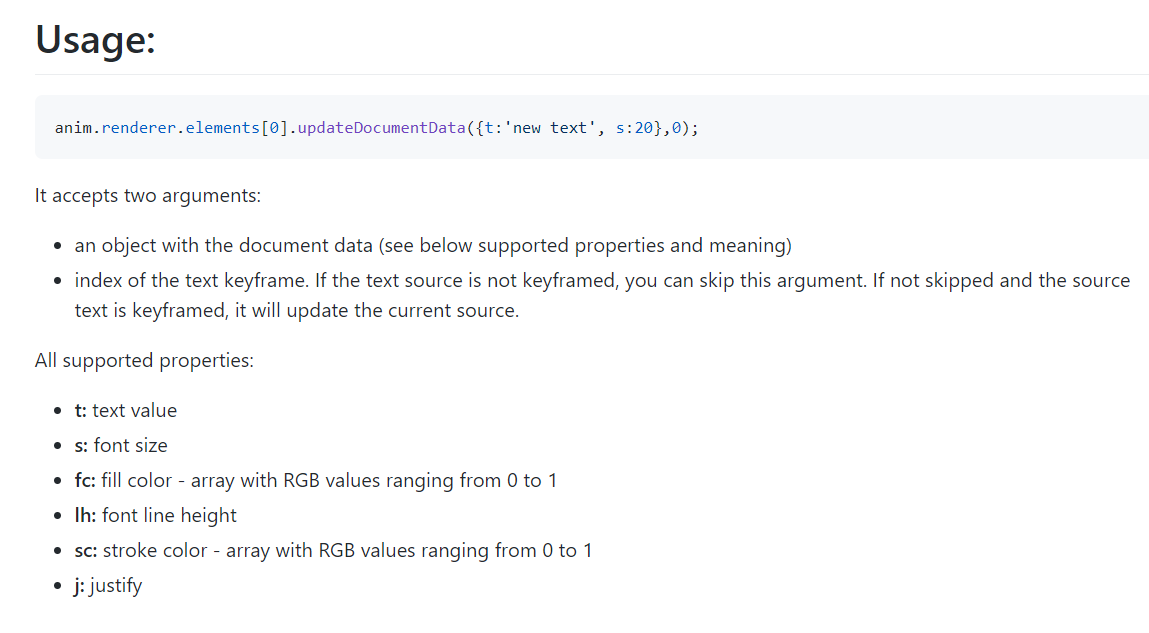 Usage:
anim.renderer.elements[0].updateDocumentData({t:'new text', s:20},0);
It accepts two arguments:
an object with the document data (see below supported properties and meaning)
index of the text keyframe. If the text source is not keyframed, you can skip this argument. If not skipped and the source
text is keyframed, it will update the current source.
All supported properties:
t: text value
s: font size
fc: fill color - array with RGB values ranging from 0 to 1
lh: font line height
sc: stroke color - array with RGB values ranging from 0 to 1
j: justify